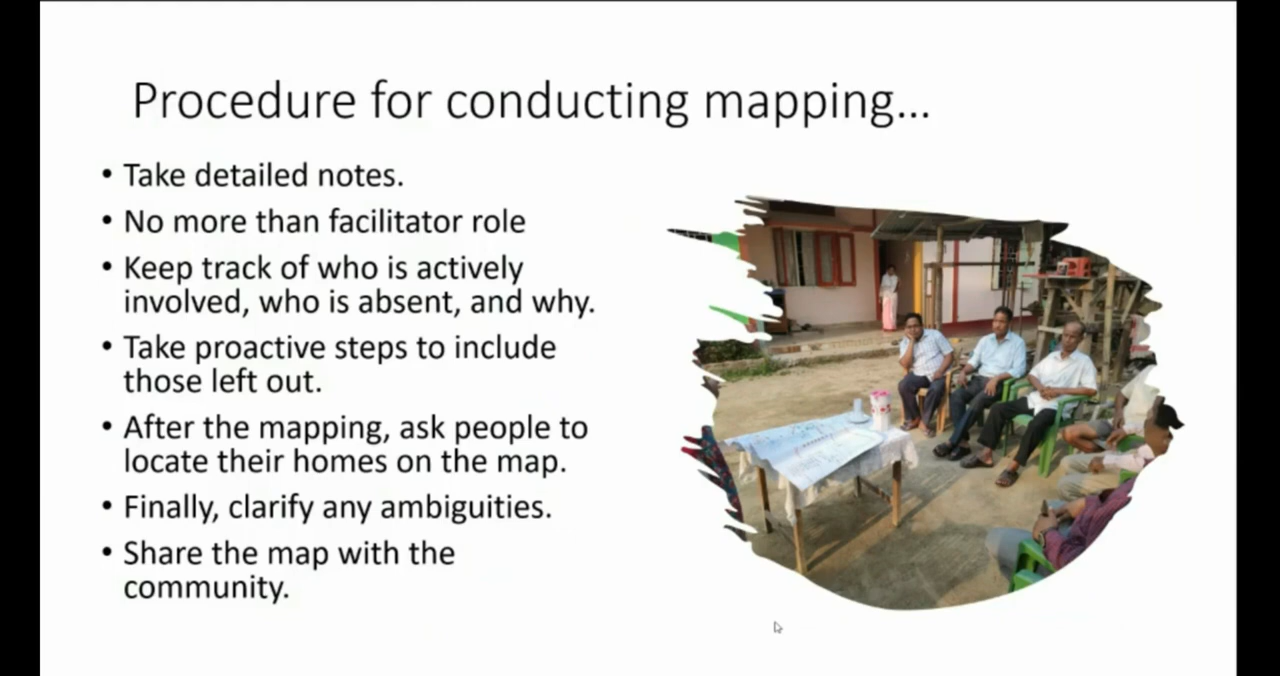 Procedure for conducting mapping...
• Take detailed notes.
• No more than facilitator role
• Keep track of who is actively
involved, who is absent, and why.
• Take proactive steps to include
those left out.
• After the mapping, ask people to
locate their homes on the map.
• Finally, clarify any ambiguities.
• Share the map with the
community.